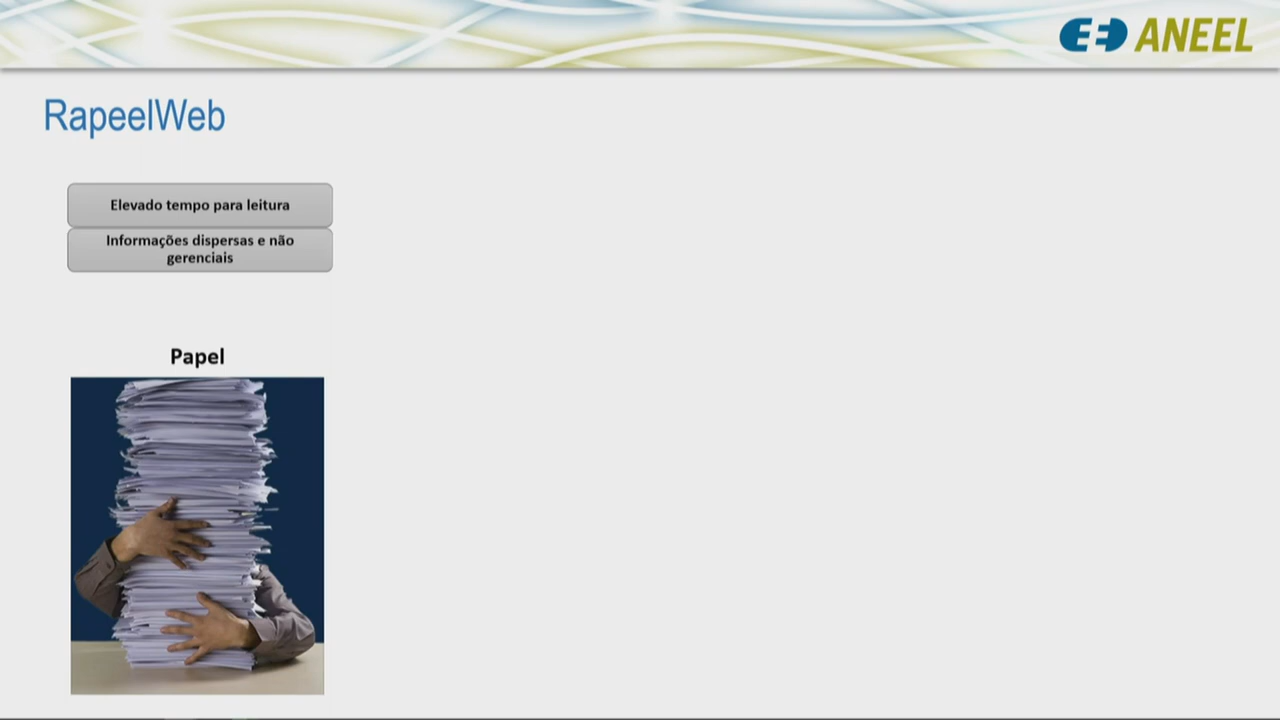 ANEEL
RapeelWeb
Elevado tempo para leitura
Informações dispersas e não
gerenciais
Papel